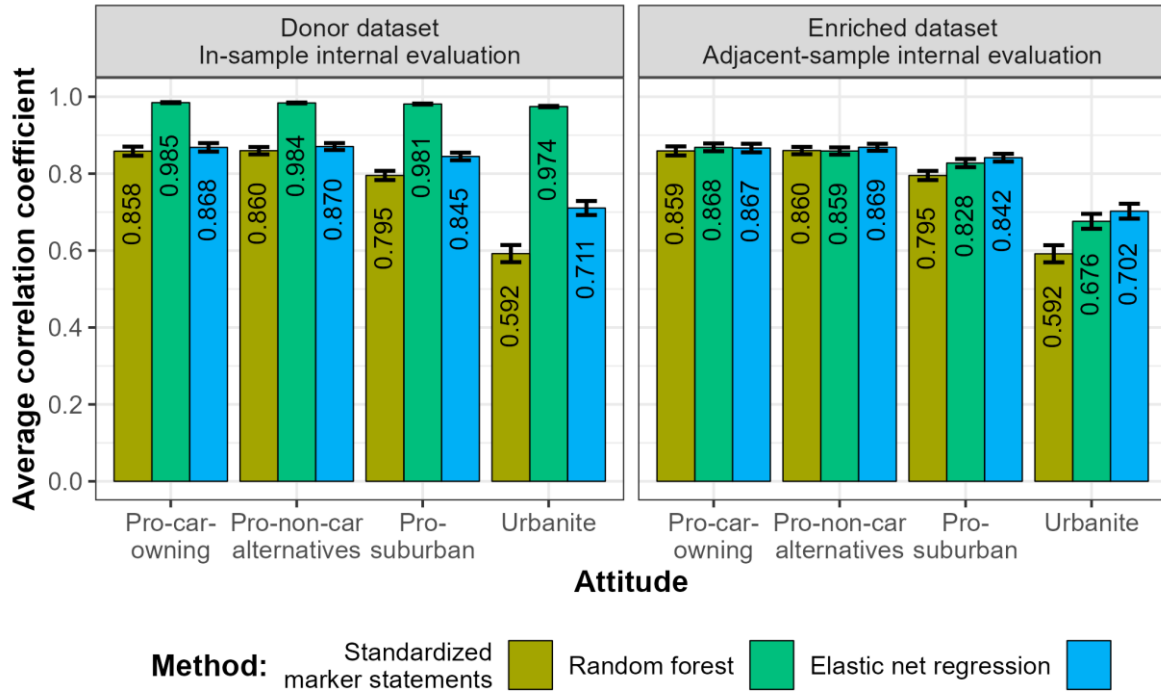 Donor dataset
In-sample internal evaluation
Enriched dataset
Adjacent-sample internal evaluation
Average correlation coefficient
1.0
0.8
0.6
0.4
0.2
0.0
0.858
0.985
0.868
0.860
0.984
0.870
0.795
0.981
0.845
0.592
0.974
0.711
0.859
0.868
0.867
0.860
0.859
0.869
0.795
0.828
0.842
0.592
0.676
0.702
Pro-car-
owning
Pro-non-car
alternatives
Pro-
suburban
Urbanite
Pro-car-
owning
Pro-non-car
alternatives
Pro-
suburban
Urbanite
Attitude
Method:
Standardized
marker statements
Random forest
Elastic net regression